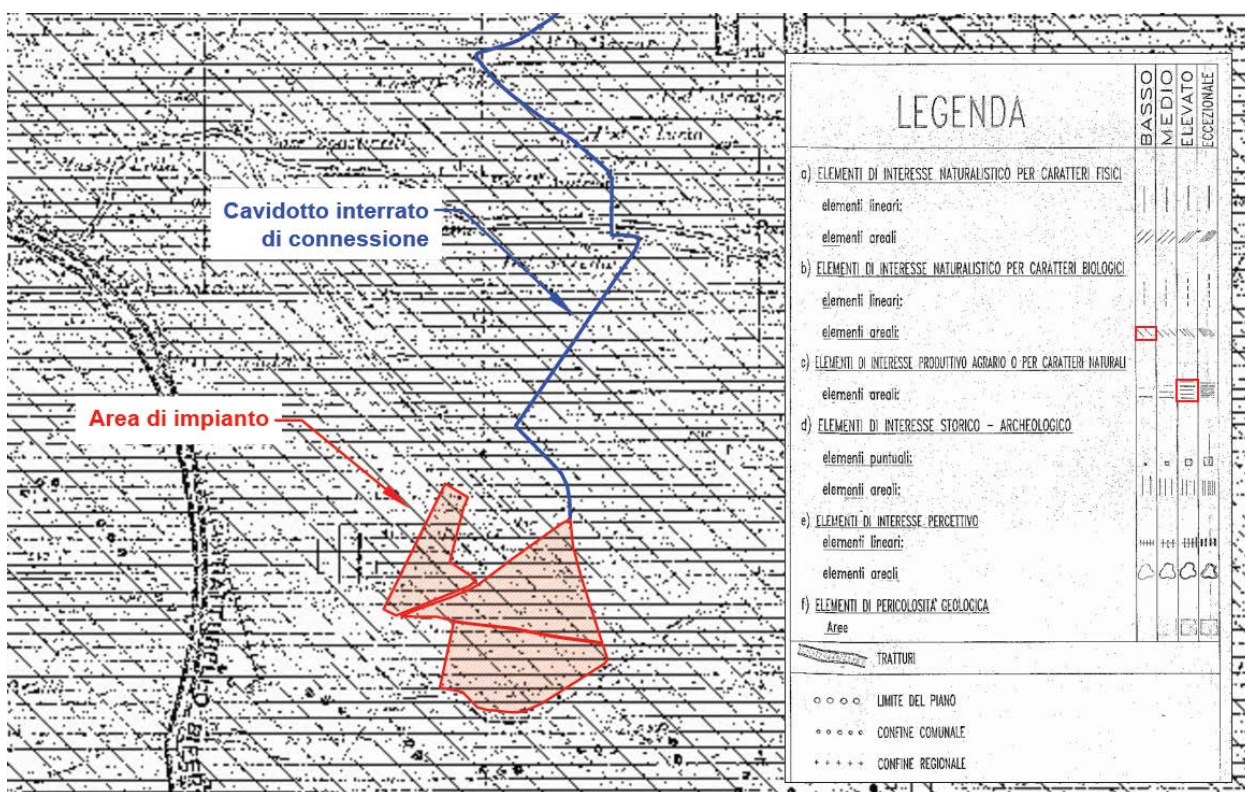 Cavidotto interrato
di connessione
Area di impianto
LEGENDA
BASSO
MEDIO
ELEVATO
ECCEZIONALE
a) ELEMENTI DI INTERESSE NATURALISTICO PER CARATTERI FISICI
elementi lineari:
elementi areali
b) ELEMENTI DI INTERESSE NATURALISTICO PER CARATTERI BIOLOGICI
elementi lineari:
elementi areali:
c) ELEMENTI DI INTERESSE PRODUTTIVO AGRARIO O PER CARATTERI NATURALI
elementi areali:
d) ELEMENTI DI INTERESSE STORICO - ARCHEOLOGICO
elementi puntuali:
elementi areali:
e) ELEMENTI DI INTERESSE PERCETTIVO
elementi lineari:
elementi areali
f) ELEMENTI DI PERICOLOSITA' GEOLOGICA
Aree
TRATTURI
LIMITE DEL PIANO
CONFINE COMUNALE
CONFINE REGIONALE